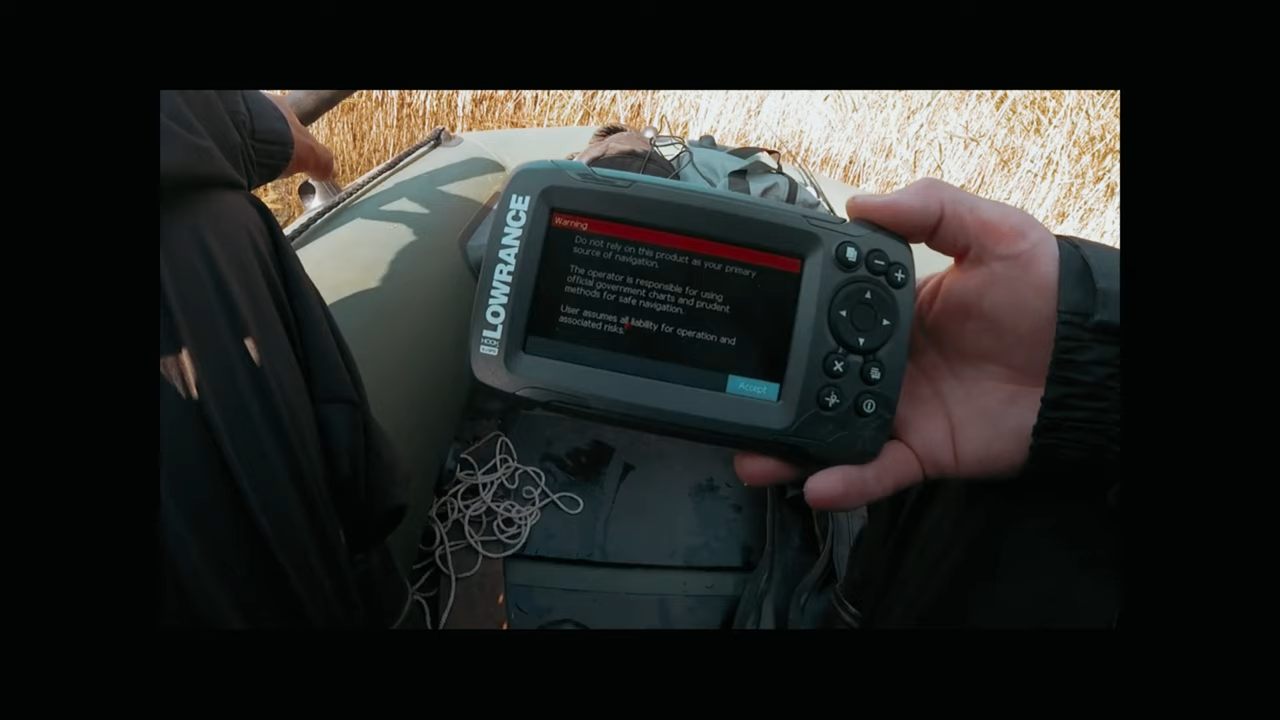 LOWRANCE
HOOK
Warning
Do not rely on this product as your primary
source of navigation.
The operator is responsible for using
official government charts and prudent
methods for safe navigation.
User assumes all liability for operation and
associated risks.
Accept